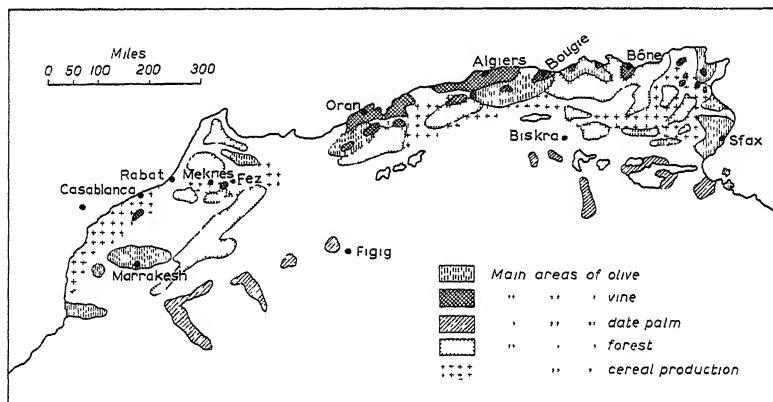 Miles
0 50 100 200 300
Algiers
Bougie
Bône
Oran
Biskra
Sfax
Rabat
Meknes
Fez
Casablanca
Figig
Marrakesh
Main areas of olive
" " " vine
" " " date palm
" " " forest
" " " cereal production